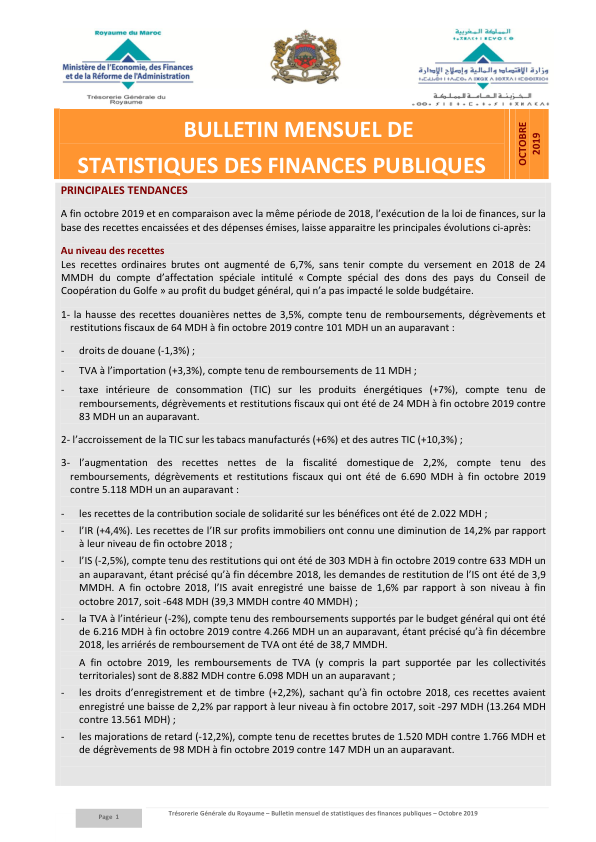 Royaume du Maroc
Ministère de l'Economie, des Finances
et de la Réforme de l'Administration
Trésorerie Générale du
Royaume
المملكة المغربية
وزارة الاقتصاد والمالية وإصلاح الإدارة
الخزينة العامة للمملكة
BULLETIN MENSUEL DE
STATISTIQUES DES FINANCES PUBLIQUES
OCTOBRE
2019
PRINCIPALES TENDANCES
A fin octobre 2019 et en comparaison avec la même période de 2018, l'exécution de la loi de finances, sur la
base des recettes encaissées et des dépenses émises, laisse apparaitre les principales évolutions ci-après:
Au niveau des recettes
Les recettes ordinaires brutes ont augmenté de 6,7%, sans tenir compte du versement en 2018 de 24
MMDH du compte d'affectation spéciale intitulé « Compte spécial des dons des pays du Conseil de
Coopération du Golfe » au profit du budget général, qui n'a pas impacté le solde budgétaire.
1- la hausse des recettes douanières nettes de 3,5%, compte tenu de remboursements, dégrèvements et
restitutions fiscaux de 64 MDH à fin octobre 2019 contre 101 MDH un an auparavant :
- droits de douane (-1,3%) ;
- TVA à l'importation (+3,3%), compte tenu de remboursements de 11 MDH ;
- taxe intérieure de consommation (TIC) sur les produits énergétiques (+7%), compte tenu de
remboursements, dégrèvements et restitutions fiscaux qui ont été de 24 MDH à fin octobre 2019 contre
83 MDH un an auparavant.
2- l'accroissement de la TIC sur les tabacs manufacturés (+6%) et des autres TIC (+10,3%) ;
3- l'augmentation des recettes nettes de la fiscalité domestique de 2,2%, compte tenu des
remboursements, dégrèvements et restitutions fiscaux qui ont été de 6.690 MDH à fin octobre 2019
contre 5.118 MDH un an auparavant :
- les recettes de la contribution sociale de solidarité sur les bénéfices ont été de 2.022 MDH ;
- l'IR (+4,4%). Les recettes de l'IR sur profits immobiliers ont connu une diminution de 14,2% par rapport
à leur niveau de fin octobre 2018 ;
- l'IS (-2,5%), compte tenu des restitutions qui ont été de 303 MDH à fin octobre 2019 contre 633 MDH un
an auparavant, étant précisé qu'à fin décembre 2018, les demandes de restitution de l'IS ont été de 3,9
MMDH. A fin octobre 2018, l'IS avait enregistré une baisse de 1,6% par rapport à son niveau à fin
octobre 2017, soit -648 MDH (39,3 MMDH contre 40 MMDH) ;
- la TVA à l'intérieur (-2%), compte tenu des remboursements supportés par le budget général qui ont été
de 6.216 MDH à fin octobre 2019 contre 4.266 MDH un an auparavant, étant précisé qu'à fin décembre
2018, les arriérés de remboursement de TVA ont été de 38,7 MMDH.
A fin octobre 2019, les remboursements de TVA (y compris la part supportée par les collectivités
territoriales) sont de 8.882 MDH contre 6.098 MDH un an auparavant ;
- les droits d'enregistrement et de timbre (+2,2%), sachant qu'à fin octobre 2018, ces recettes avaient
enregistré une baisse de 2,2% par rapport à leur niveau à fin octobre 2017, soit -297 MDH (13.264 MDH
contre 13.561 MDH) ;
- les majorations de retard (-12,2%), compte tenu de recettes brutes de 1.520 MDH contre 1.766 MDH et
de dégrèvements de 98 MDH à fin octobre 2019 contre 147 MDH un an auparavant.
Page 1
Trésorerie Générale du Royaume – Bulletin mensuel de statistiques des finances publiques – Octobre 2019